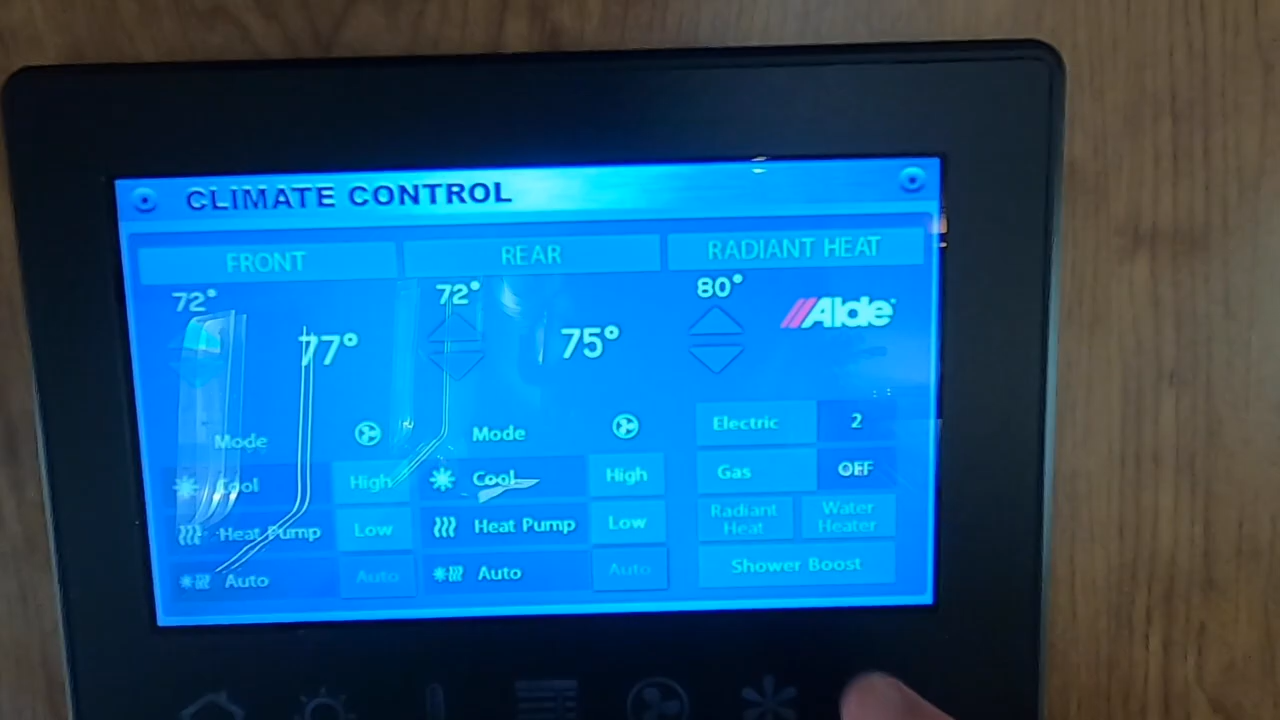 CLIMATE CONTROL
FRONT
REAR
RADIANT HEAT
72°
77°
72°
75°
80°
Alde
Mode
Mode
Cool
High
Cool
High
Heat Pump
Low
Heat Pump
Low
Auto
Auto
Auto
Auto
Electric
2
Gas
OFF
Radiant
Heat
Water
Heater
Shower Boost